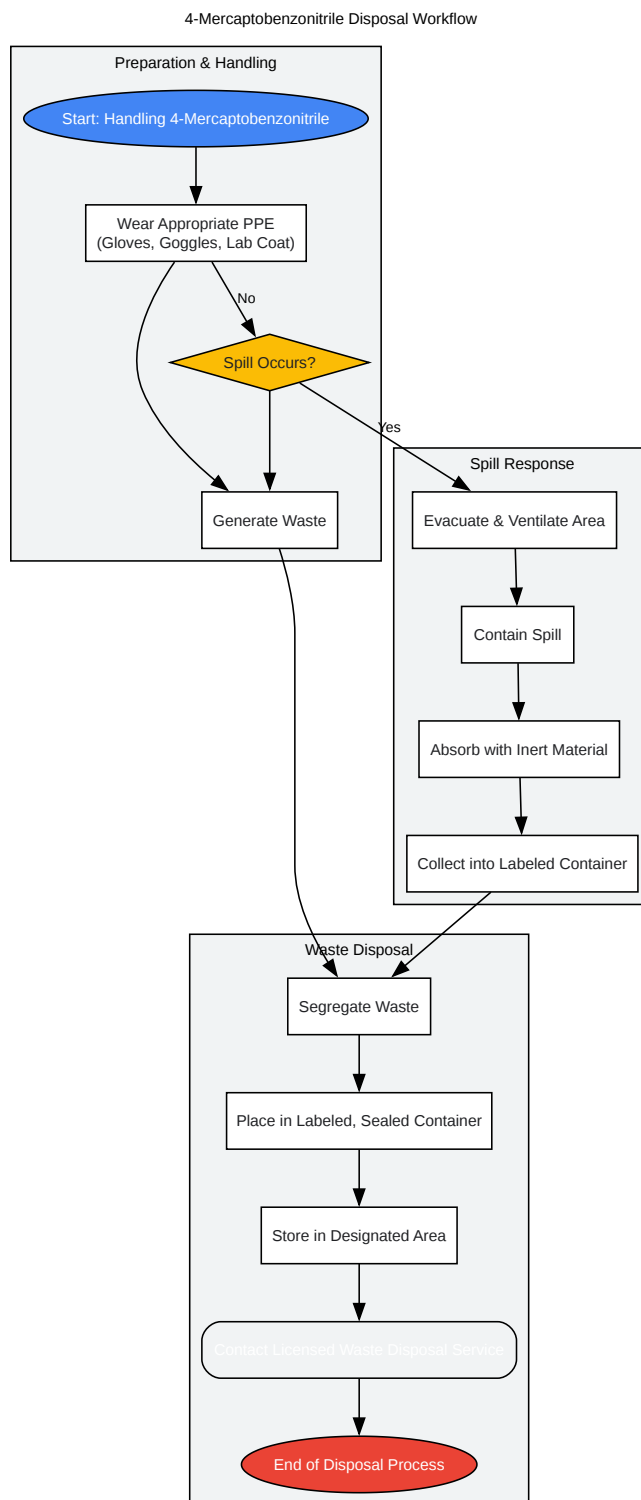 4-Mercaptobenzonitrile Disposal Workflow
Preparation & Handling
Start: Handling 4-Mercaptobenzonitrile
Wear Appropriate PPE
(Gloves, Goggles, Lab Coat)
No
Spill Occurs?
Yes
Spill Response
Generate Waste
Evacuate & Ventilate Area
Contain Spill
Absorb with Inert Material
Collect into Labeled Container
Waste Disposal
Segregate Waste
Place in Labeled, Sealed Container
Store in Designated Area
Contact Licensed Waste Disposal Service
End of Disposal Process